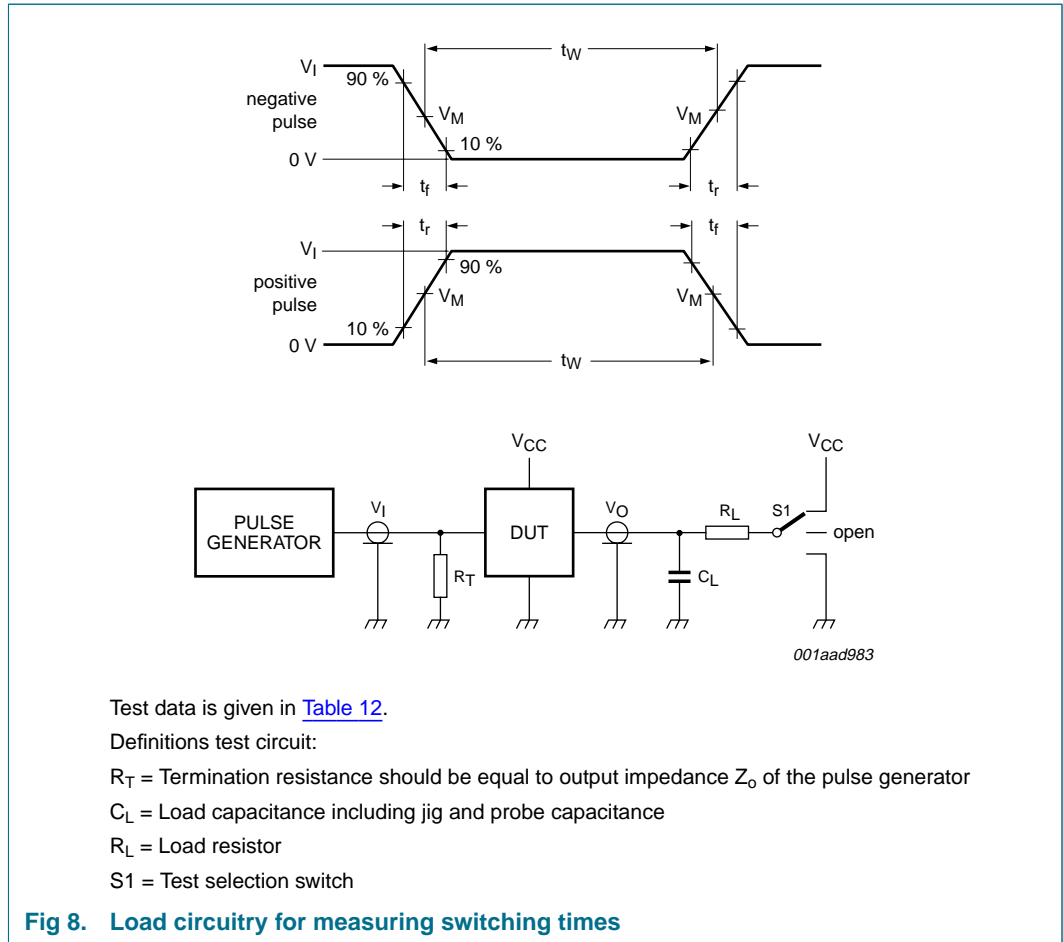 tW
VI
90 %
negative
pulse
VM
VM
10 %
0 V
tf
tr
tr
tf
VI
90 %
positive
pulse
VM
VM
10 %
0 V
tW
VCC
VCC
PULSE
GENERATOR
VI
DUT
VO
RL
S1
open
RT
CL
001aad983
Test data is given in Table 12.
Definitions test circuit:
RT = Termination resistance should be equal to output impedance Zo of the pulse generator
CL = Load capacitance including jig and probe capacitance
RL = Load resistor
S1 = Test selection switch
Fig 8. Load circuitry for measuring switching times